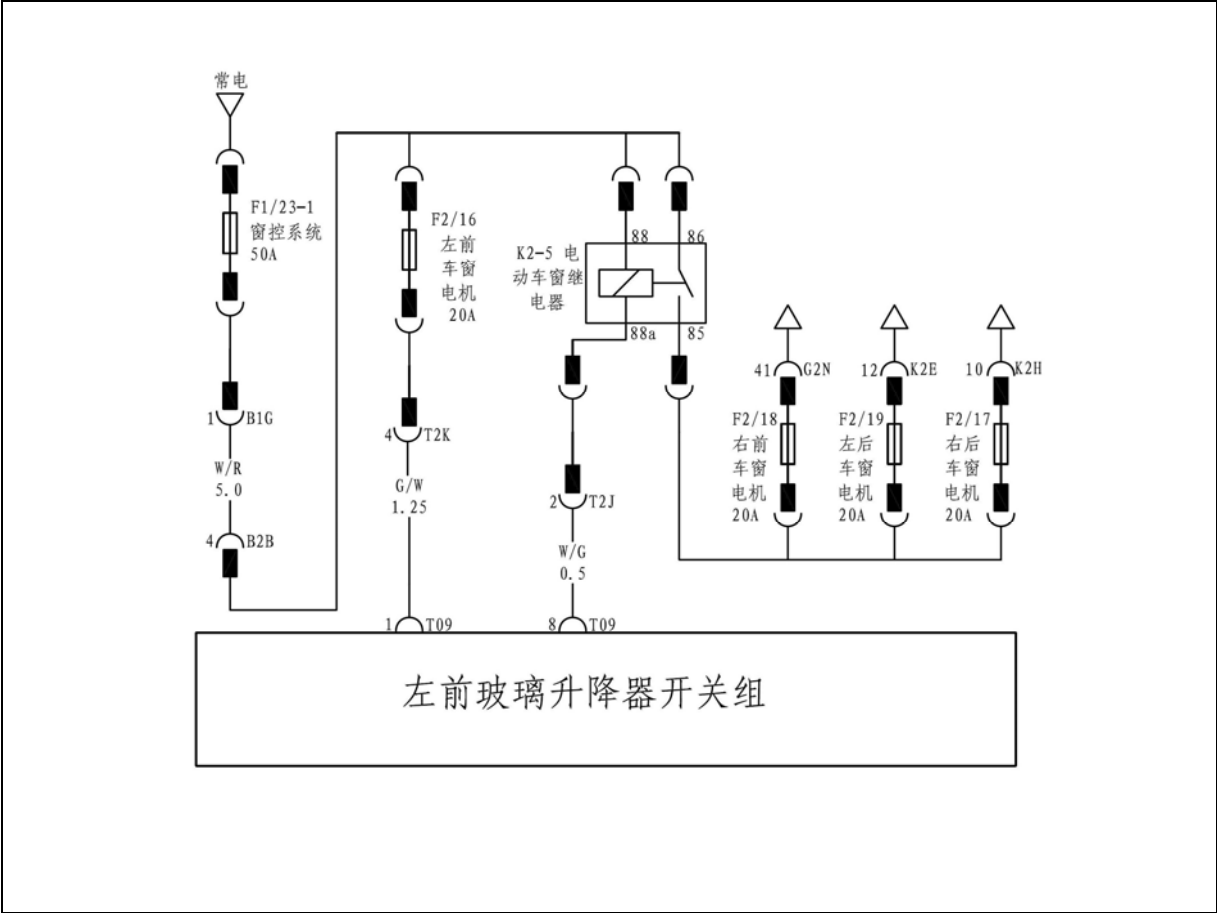 常电
F1/23-1
窗控系统
50A
1
B1G
W/R
5.0
4
B2B
F2/16
左前
车窗
电机
20A
4
T2K
G/W
1.25
1
T09
K2-5 电
动车窗继
电器
88
86
88a
85
2
T2J
W/G
0.5
8
T09
41
G2N
F2/18
右前
车窗
电机
20A
12
K2E
F2/19
左后
车窗
电机
20A
10
K2H
F2/17
右后
车窗
电机
20A
左前玻璃升降器开关组